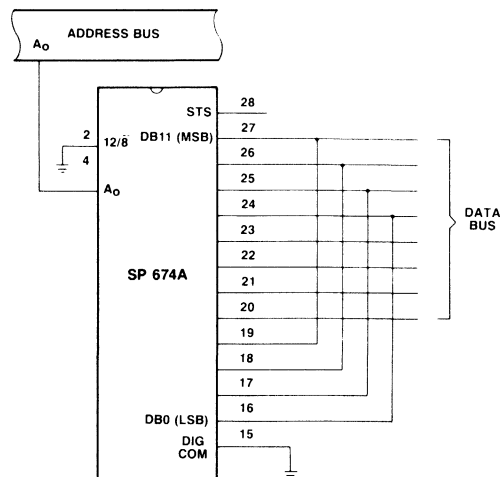 ADDRESS BUS
A0
STS 28
DB11 (MSB) 27
2 12/8̅
26
4
25
A0
24
23
22
SP 674A
21
20
19
18
17
16
DB0 (LSB)
15
DIG
COM
DATA
BUS